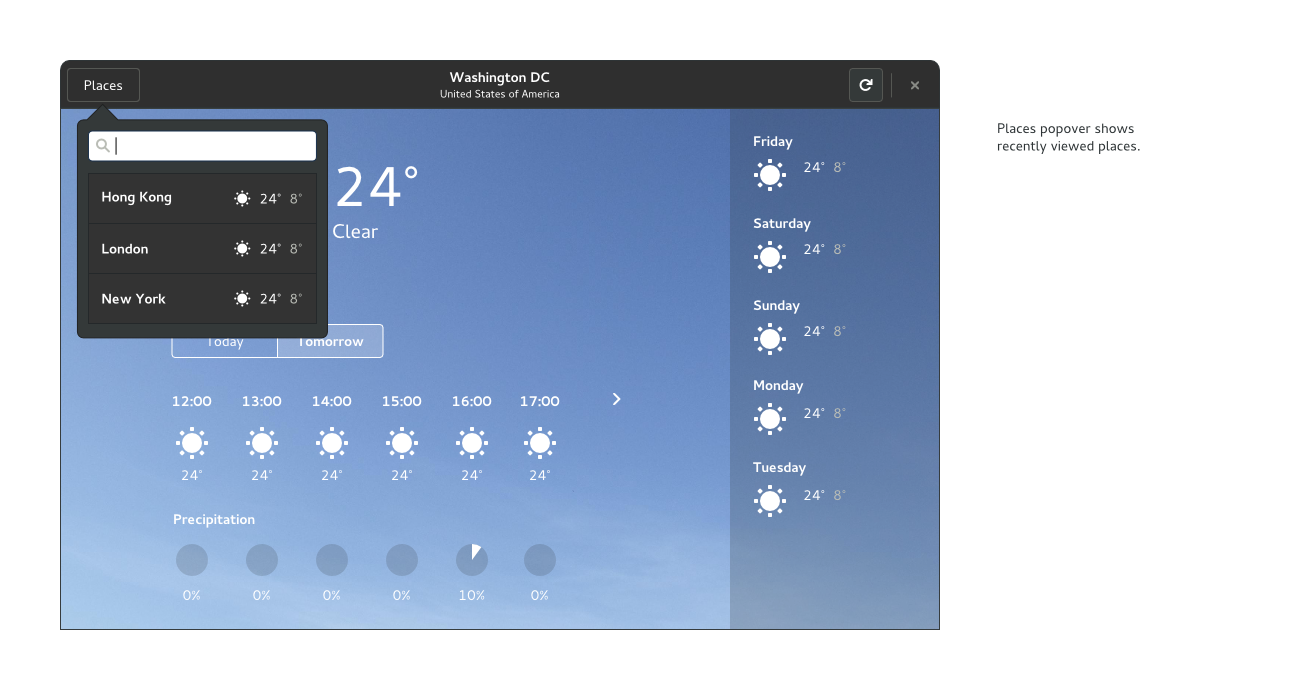 Places
Washington DC
United States of America
×
Places popover shows
recently viewed places.
Hong Kong 24° 8°
London 24° 8°
New York 24° 8°
24°
Clear
Today Tomorrow
12:00 13:00 14:00 15:00 16:00 17:00
24° 24° 24° 24° 24° 24°
Precipitation
0% 0% 0% 0% 10% 0%
Friday
24° 8°
Saturday
24° 8°
Sunday
24° 8°
Monday
24° 8°
Tuesday
24° 8°